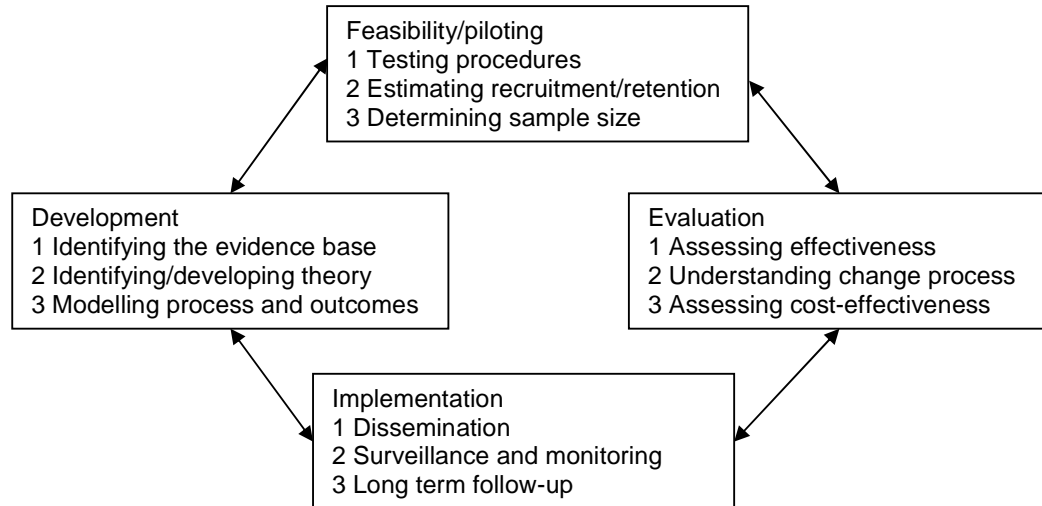 Feasibility/piloting
1 Testing procedures
2 Estimating recruitment/retention
3 Determining sample size
Development
1 Identifying the evidence base
2 Identifying/developing theory
3 Modelling process and outcomes
Evaluation
1 Assessing effectiveness
2 Understanding change process
3 Assessing cost-effectiveness
Implementation
1 Dissemination
2 Surveillance and monitoring
3 Long term follow-up